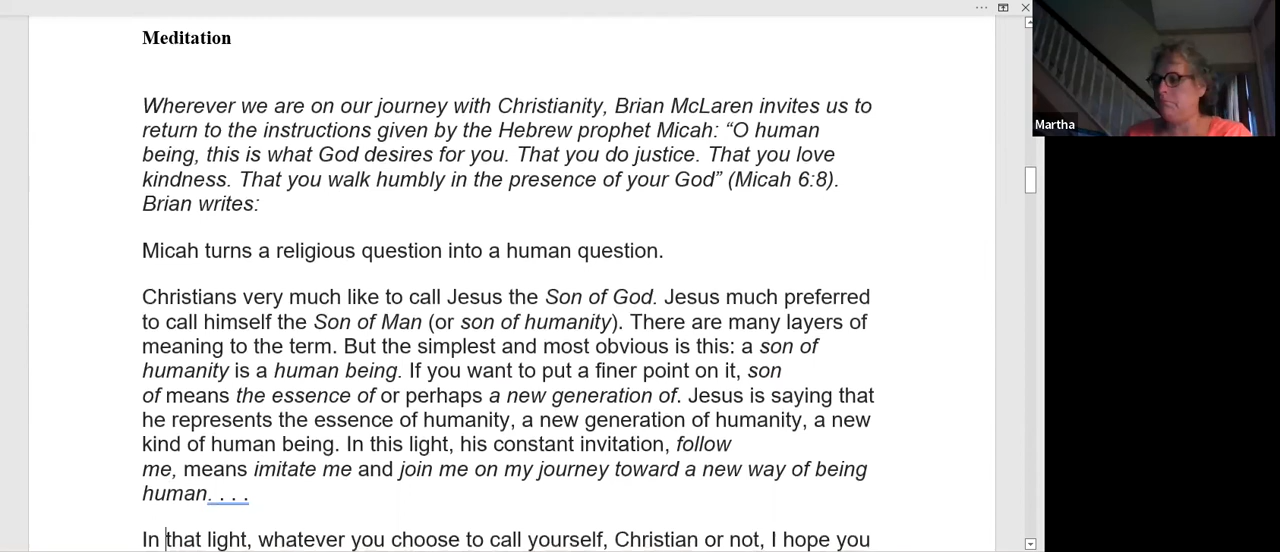 Meditation
Wherever we are on our journey with Christianity, Brian McLaren invites us to
return to the instructions given by the Hebrew prophet Micah: “O human
being, this is what God desires for you. That you do justice. That you love
kindness. That you walk humbly in the presence of your God” (Micah 6:8).
Brian writes:
Micah turns a religious question into a human question.
Christians very much like to call Jesus the Son of God. Jesus much preferred
to call himself the Son of Man (or son of humanity). There are many layers of
meaning to the term. But the simplest and most obvious is this: a son of
humanity is a human being. If you want to put a finer point on it, son
of means the essence of or perhaps a new generation of. Jesus is saying that
he represents the essence of humanity, a new generation of humanity, a new
kind of human being. In this light, his constant invitation, follow
me, means imitate me and join me on my journey toward a new way of being
human. . . .
In that light, whatever you choose to call yourself, Christian or not, I hope you
Martha